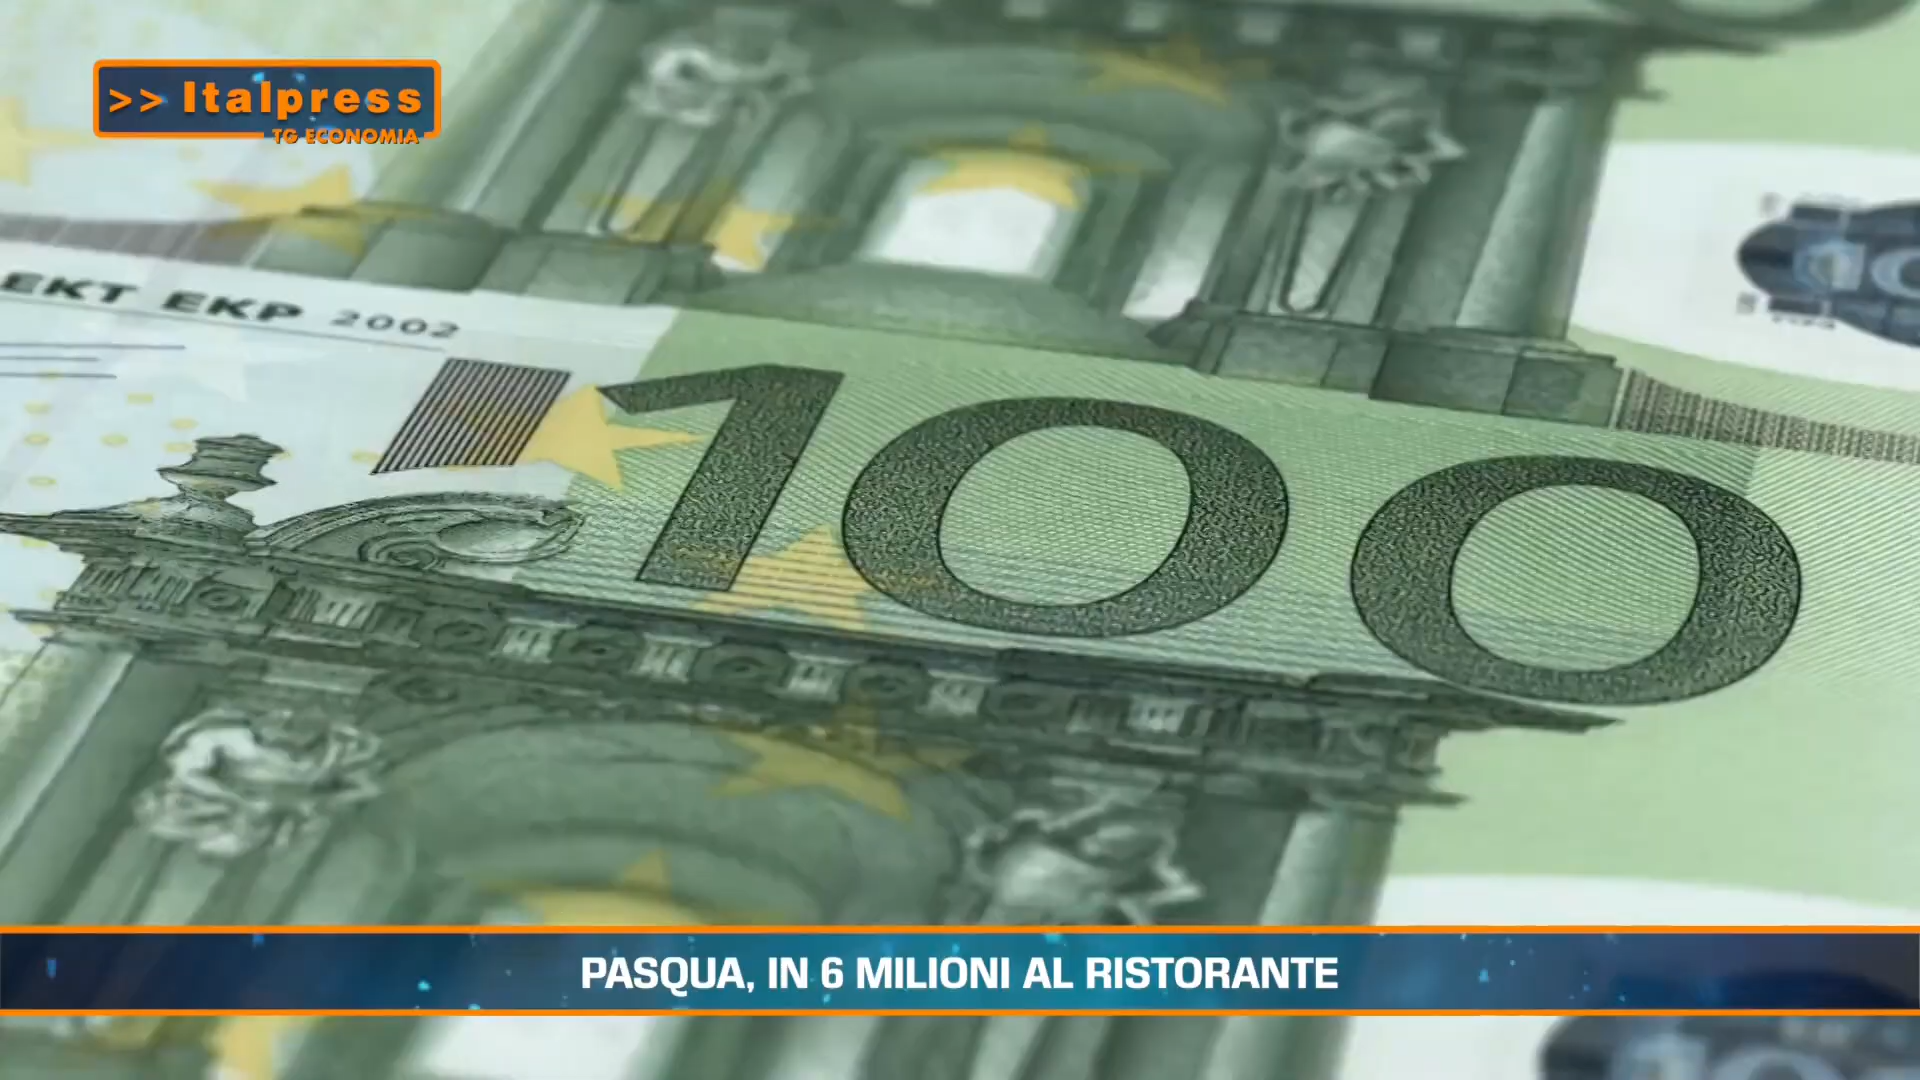 >> Italpress
TG ECONOMIA
EKT EKP 2002
100
PASQUA, IN 6 MILIONI AL RISTORANTE